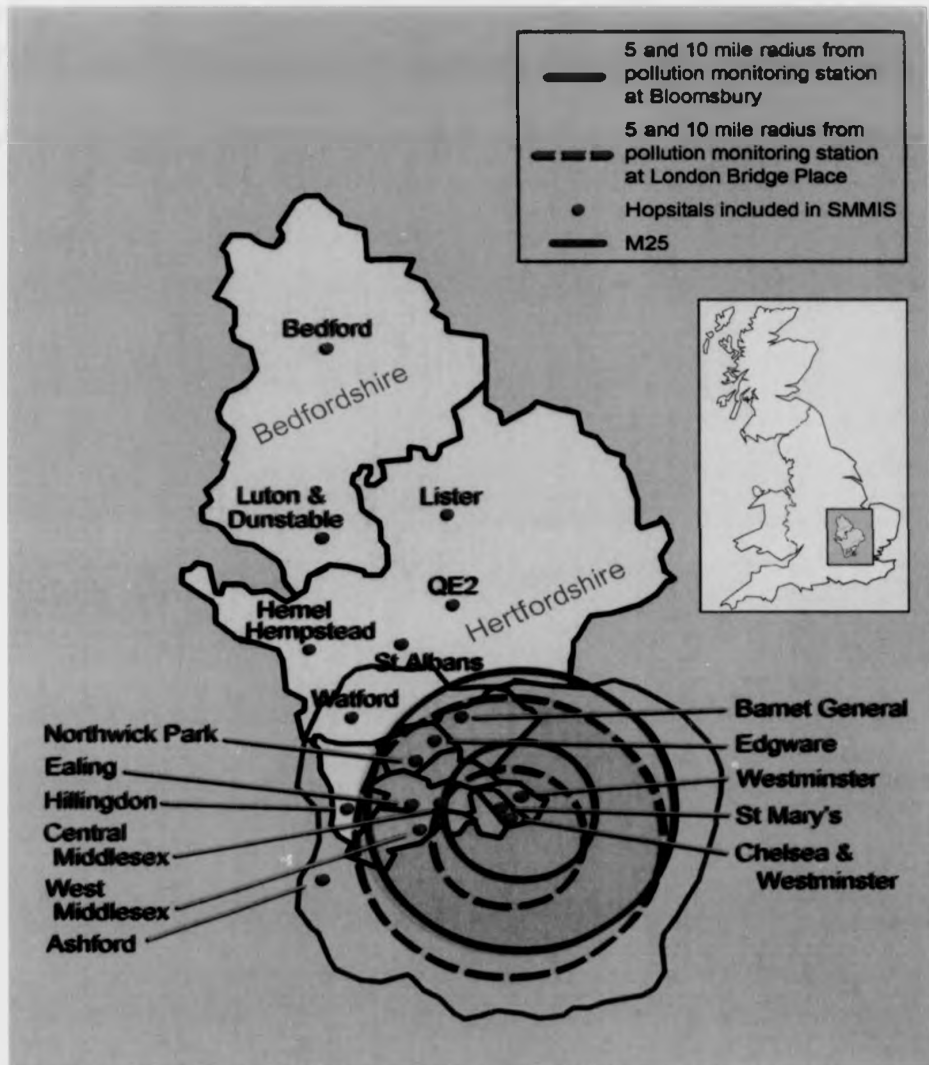 5 and 10 mile radius from
pollution monitoring station
at Bloomsbury
5 and 10 mile radius from
pollution monitoring station
at London Bridge Place
Hopsitals included in SMMIS
M25
Bedford
Bedfordshire
Luton &
Dunstable
Lister
QE2
Hertfordshire
Hemel
Hempstead
St Albans
Watford
Northwick Park
Ealing
Hillingdon
Central
Middlesex
West
Middlesex
Ashford
Barnet General
Edgware
Westminster
St Mary's
Chelsea &
Westminster